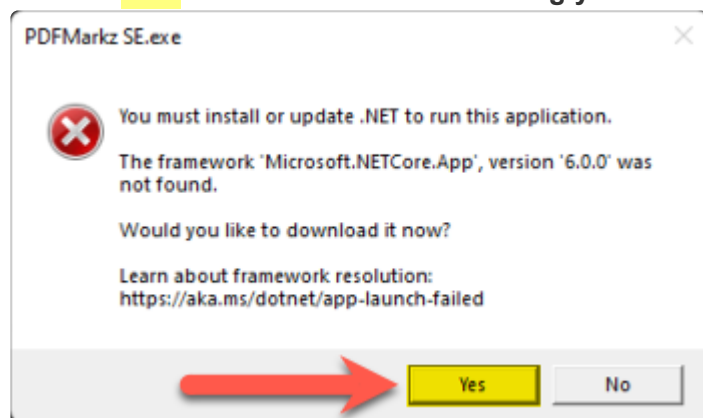 PDFMarkz SE.exe
You must install or update .NET to run this application.
The framework 'Microsoft.NETCore.App', version '6.0.0' was
not found.
Would you like to download it now?
Learn about framework resolution:
https://aka.ms/dotnet/app-launch-failed
Yes
No